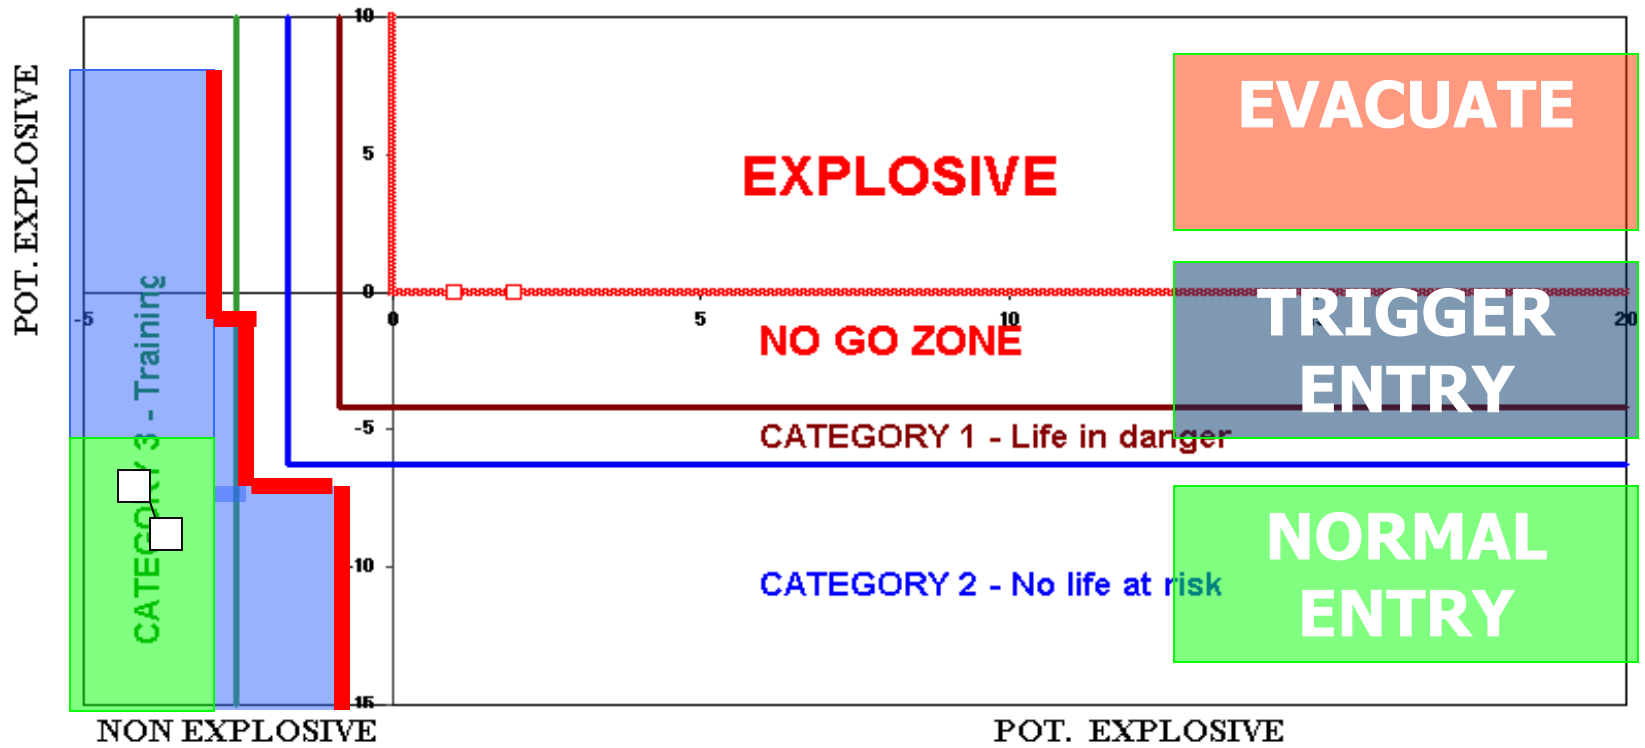 10
5
0
-5
-10
15
-5
0
5
10
20
POT. EXPLOSIVE
CATEGORY 3 - Training
EXPLOSIVE
NO GO ZONE
CATEGORY 1 - Life in danger
CATEGORY 2 - No life at risk
EVACUATE
TRIGGER
ENTRY
NORMAL
ENTRY
NON EXPLOSIVE
POT. EXPLOSIVE